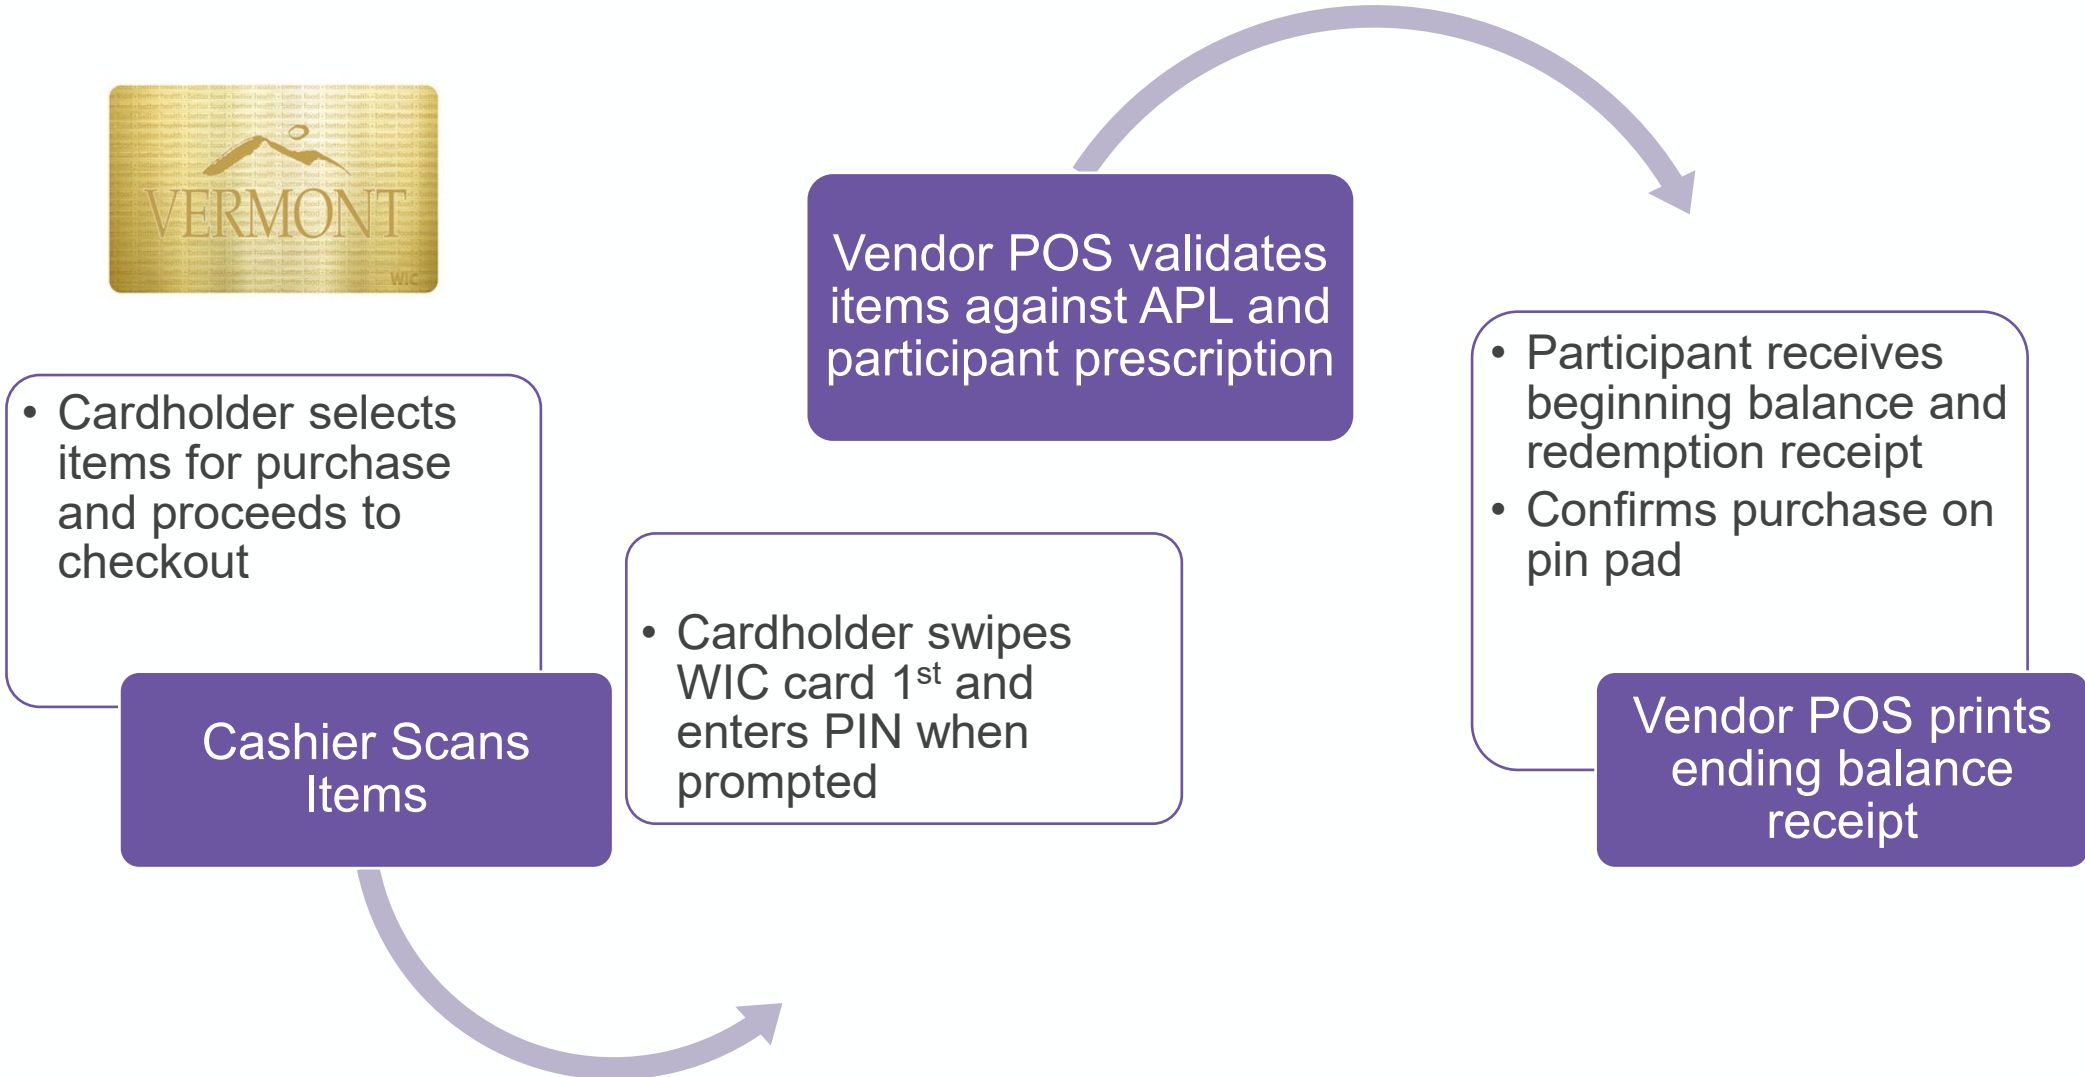 VERMONT
WIC
• Cardholder selects
items for purchase
and proceeds to
checkout
Cashier Scans
Items
• Cardholder swipes
WIC card 1st and
enters PIN when
prompted
Vendor POS validates
items against APL and
participant prescription
• Participant receives
beginning balance and
redemption receipt
• Confirms purchase on
pin pad
Vendor POS prints
ending balance
receipt